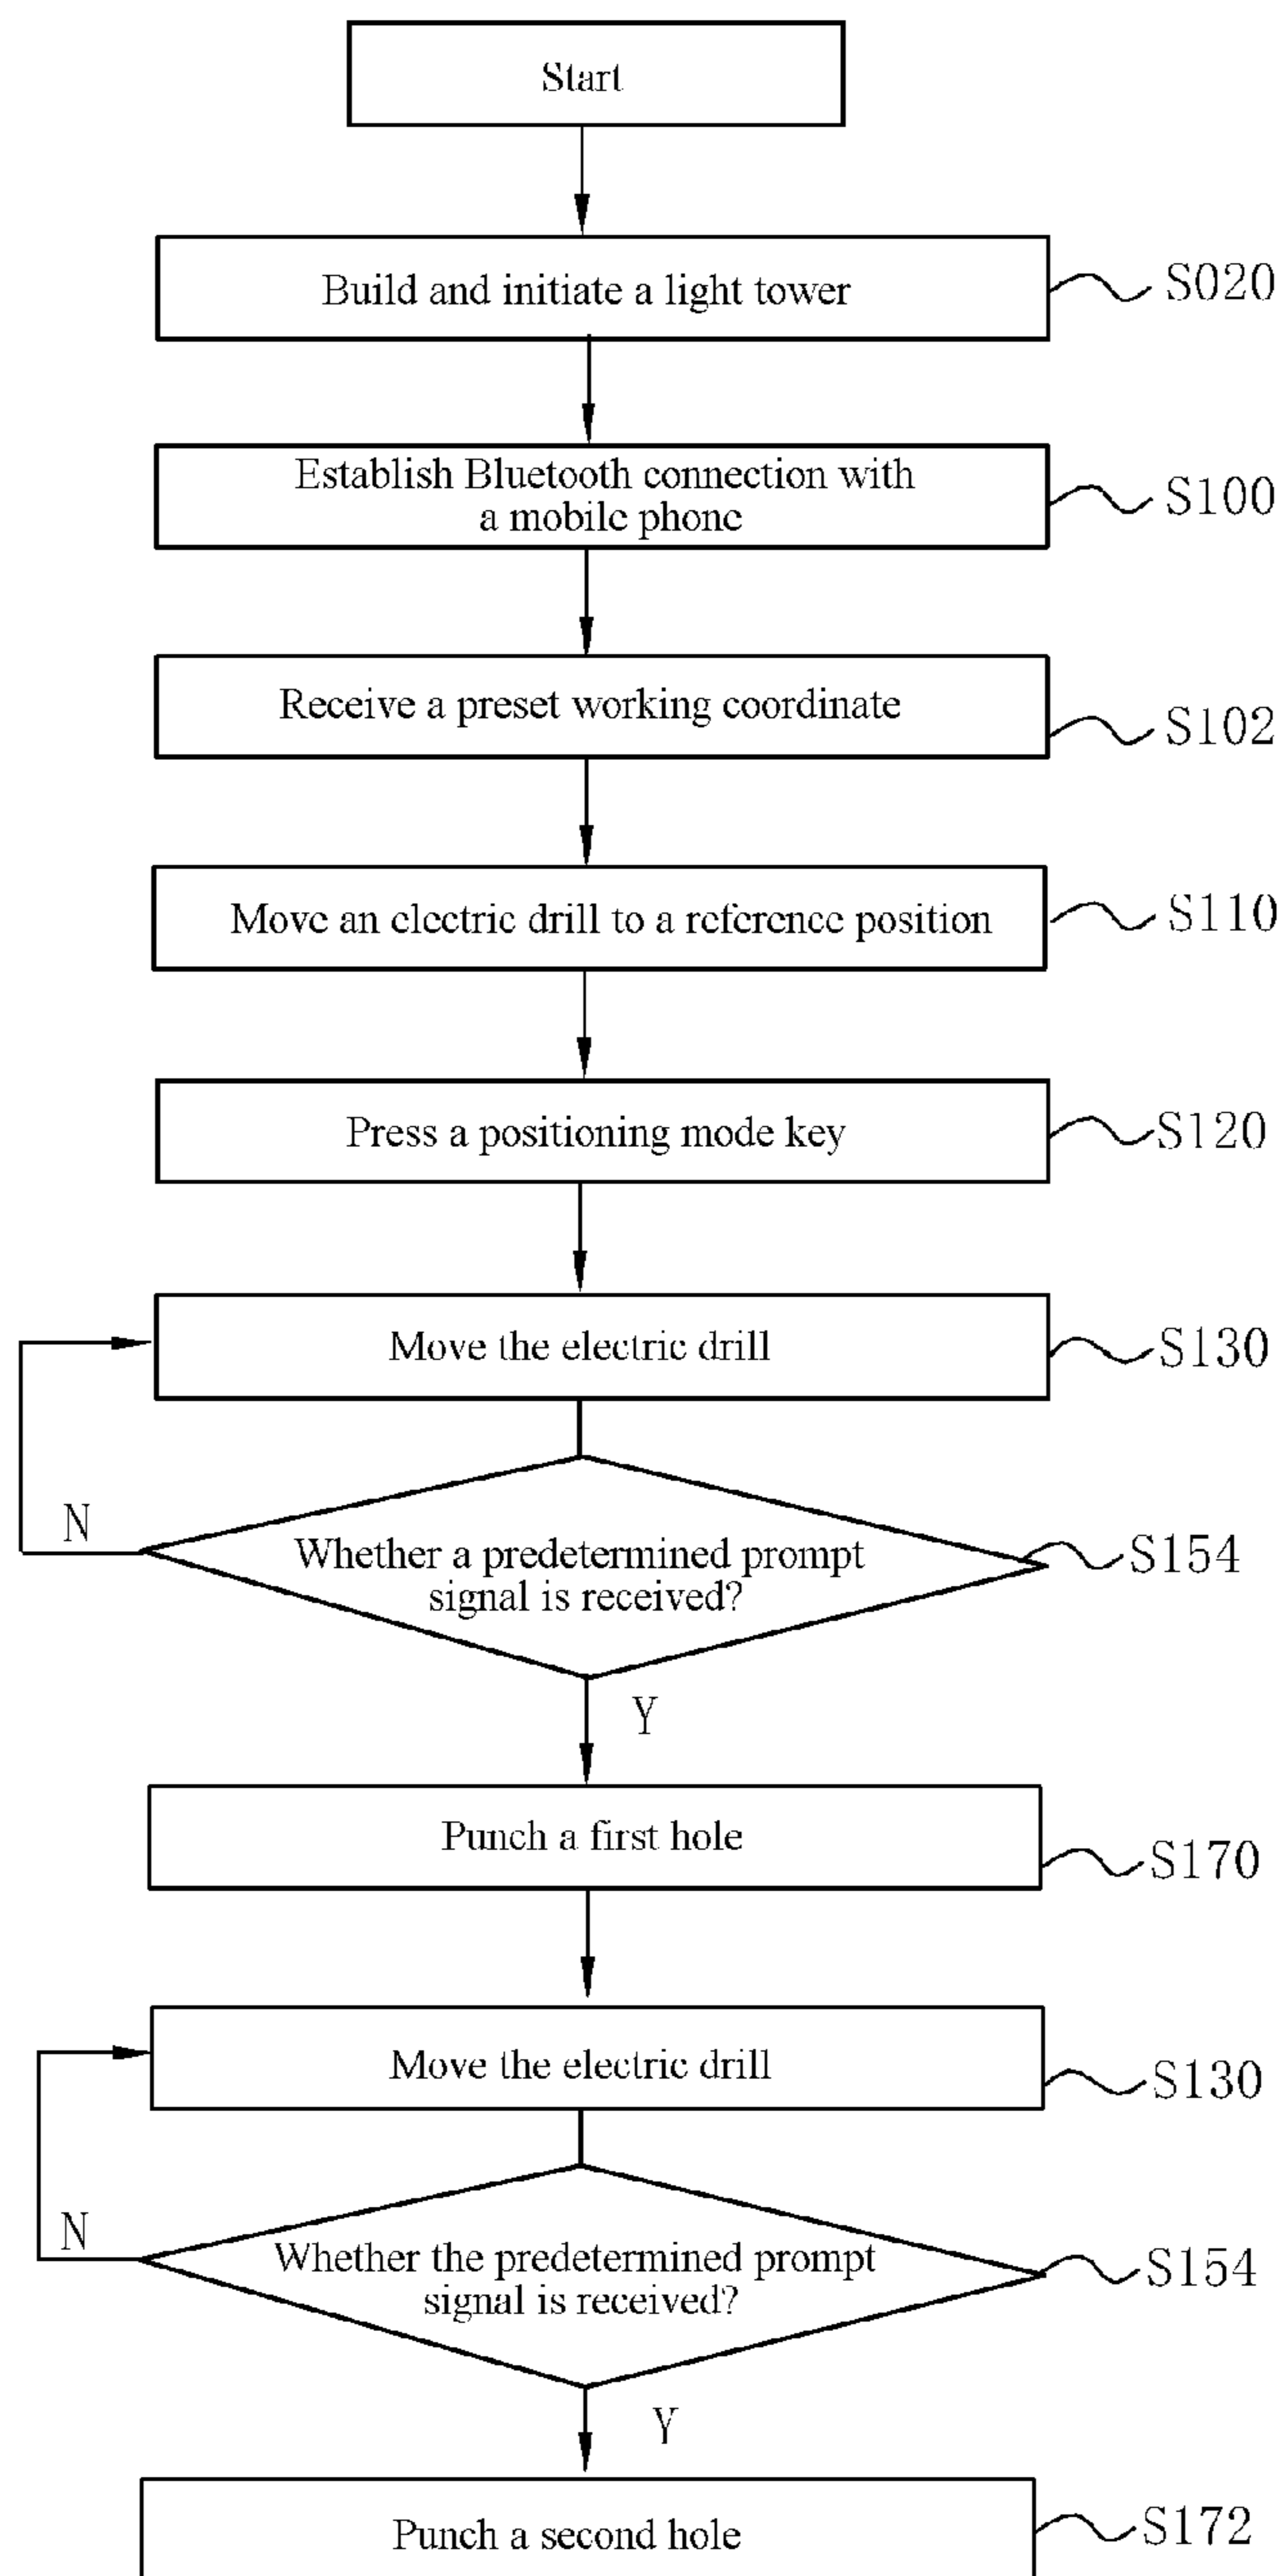 Start
Build and initiate a light tower
S020
Establish Bluetooth connection with
a mobile phone
S100
Receive a preset working coordinate
S102
Move an electric drill to a reference position
S110
Press a positioning mode key
S120
Move the electric drill
S130
N
Whether a predetermined prompt
signal is received?
S154
Y
Punch a first hole
S170
Move the electric drill
S130
N
Whether the predetermined prompt
signal is received?
S154
Y
Punch a second hole
S172